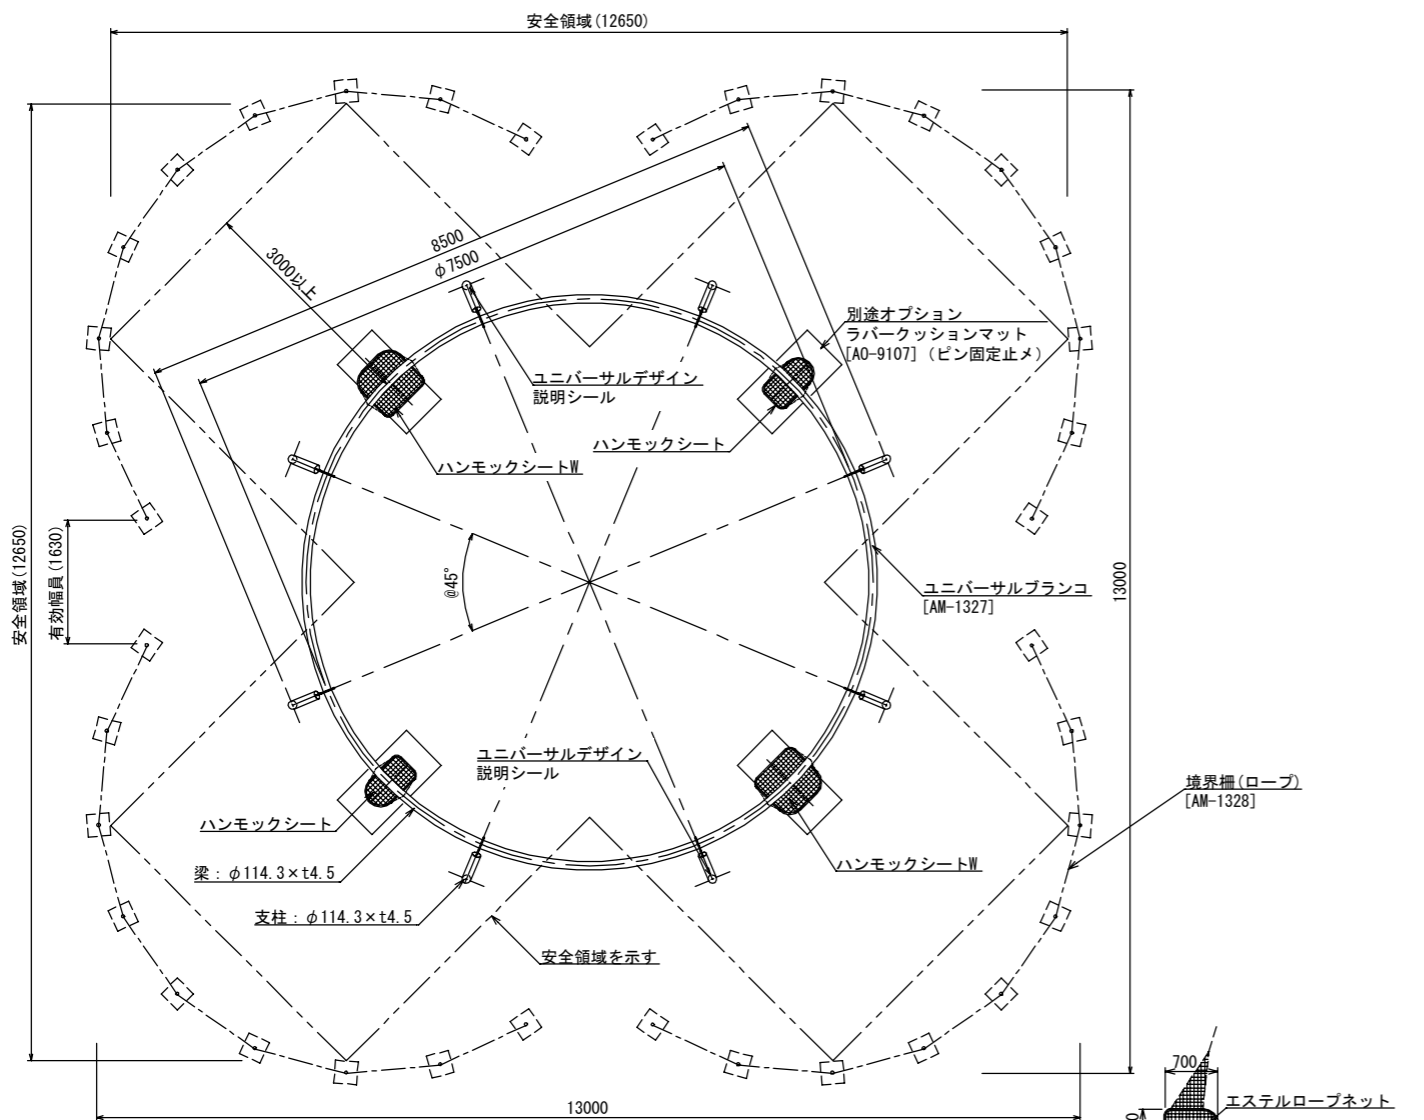 安全領域(12650)
8500
φ7500
3000以上
別途オプション
ラバークッションマット
[AO-9107] (ピン固定止メ)
ユニバーサルデザイン
説明シール
ハンモックシート
ハンモックシートW
安全領域(12650)
有効幅員(1630)
@45°
ユニバーサルブランコ
[AM-1327]
13000
ユニバーサルデザイン
説明シール
境界柵(ロープ)
[AM-1328]
ハンモックシート
ハンモックシートW
梁：φ114.3×t4.5
支柱：φ114.3×t4.5
安全領域を示す
700
エステルロープネット
13000